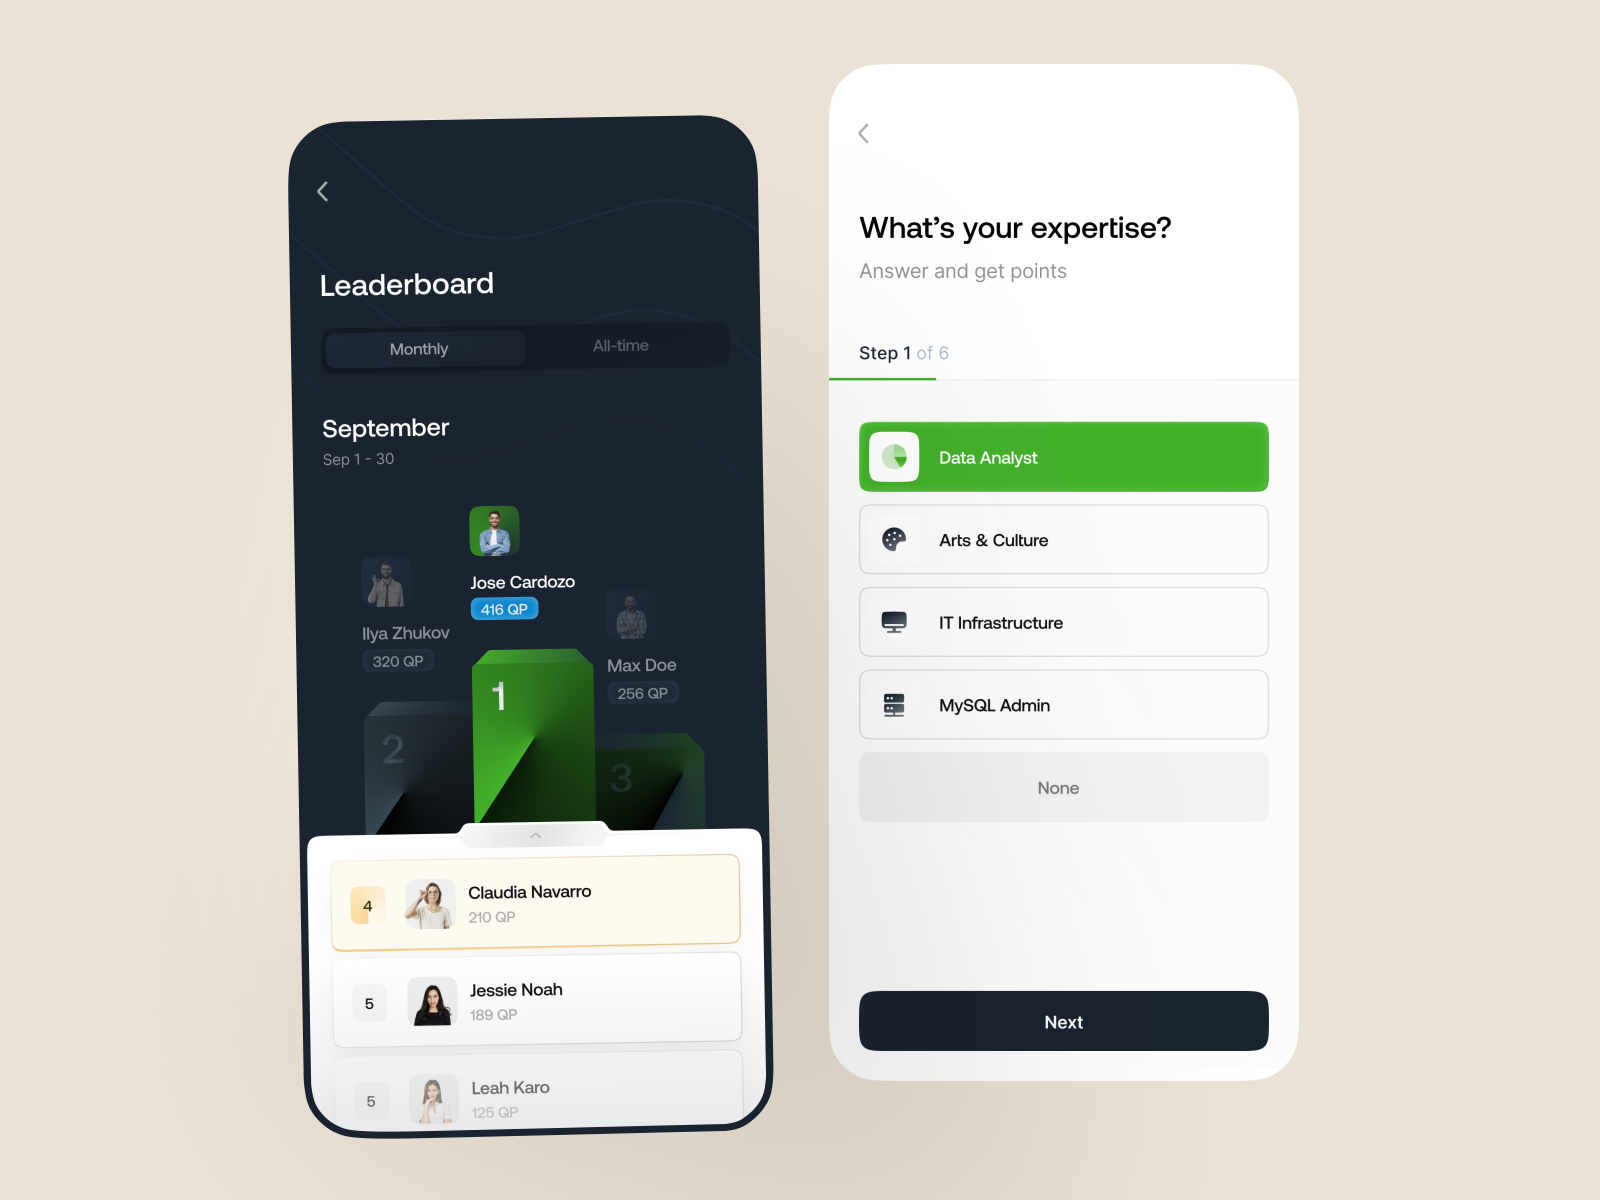 Leaderboard
Monthly
All-time
September
Sep 1 - 30
Jose Cardozo
416 QP
Ilya Zhukov
320 QP
Max Doe
256 QP
1
2
3
4
Claudia Navarro
210 QP
5
Jessie Noah
189 QP
5
Leah Karo
125 QP
What's your expertise?
Answer and get points
Step 1 of 6
Data Analyst
Arts & Culture
IT Infrastructure
MySQL Admin
None
Next